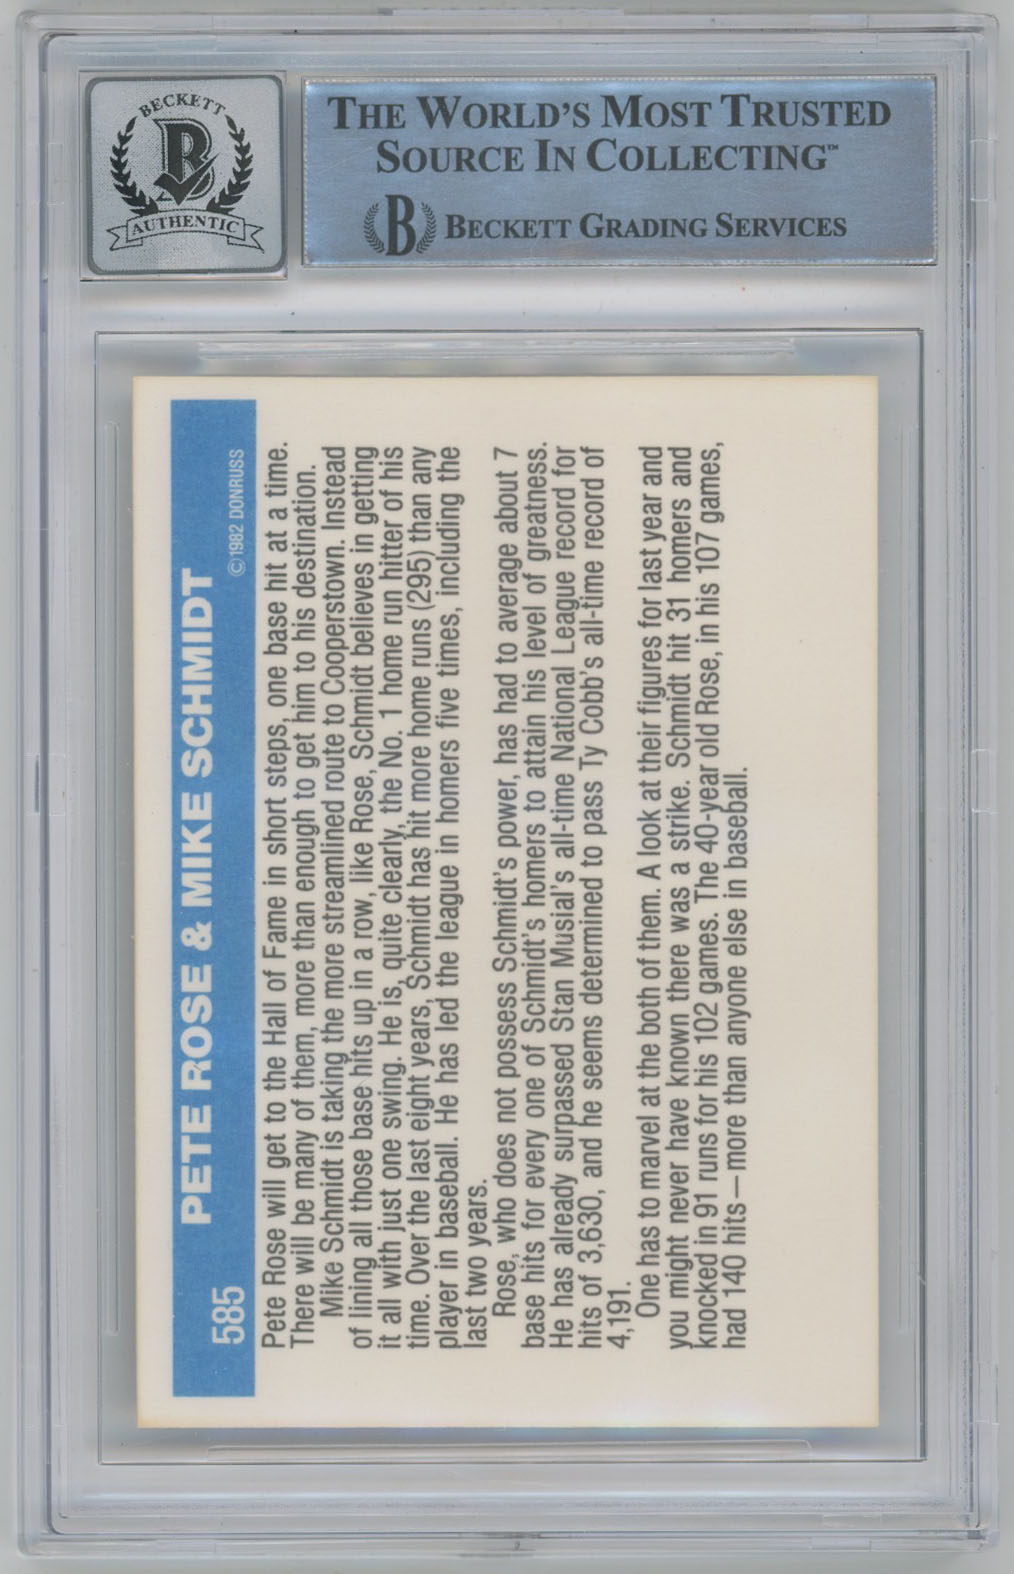 BECKETT
B
AUTHENTIC
THE WORLD'S MOST TRUSTED
SOURCE IN COLLECTING™
B BECKETT GRADING SERVICES
585 PETE ROSE & MIKE SCHMIDT
©1982 DONRUSS
Pete Rose will get to the Hall of Fame in short steps, one base hit at a time.
There will be many of them, more than enough to get him to his destination.
Mike Schmidt is taking the more streamlined route to Cooperstown. Instead
of lining all those base hits up in a row, like Rose, Schmidt believes in getting
it all with just one swing. He is, quite clearly, the No. 1 home run hitter of his
time. Over the last eight years, Schmidt has hit more home runs (295) than any
player in baseball. He has led the league in homers five times, including the
last two years.
Rose, who does not possess Schmidt's power, has had to average about 7
base hits for every one of Schmidt's homers to attain his level of greatness.
He has already surpassed Stan Musial's all-time National League record for
hits of 3,630, and he seems determined to pass Ty Cobb's all-time record of
4,191.
One has to marvel at the both of them. A look at their figures for last year and
you might never have known there was a strike. Schmidt hit 31 homers and
knocked in 91 runs for his 102 games. The 40-year old Rose, in his 107 games,
had 140 hits—more than anyone else in baseball.